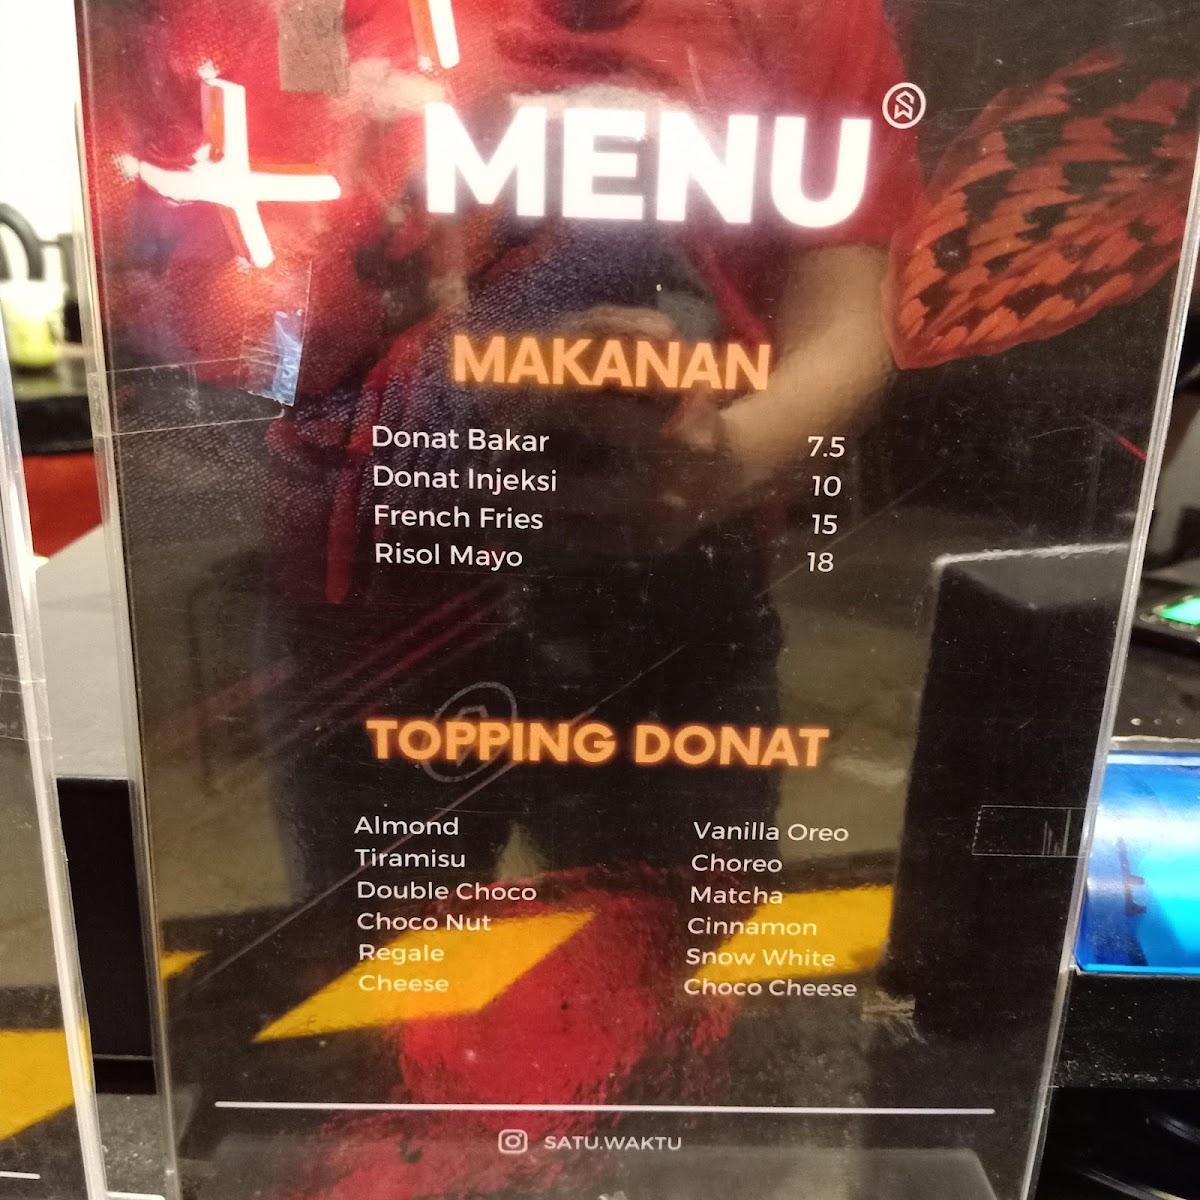 MENU
MAKANAN
Donat Bakar 7.5
Donat Injeksi 10
French Fries 15
Risol Mayo 18
TOPPING DONAT
Almond
Tiramisu
Double Choco
Choco Nut
Regale
Cheese
Vanilla Oreo
Choreo
Matcha
Cinnamon
Snow White
Choco Cheese
SATU.WAKTU